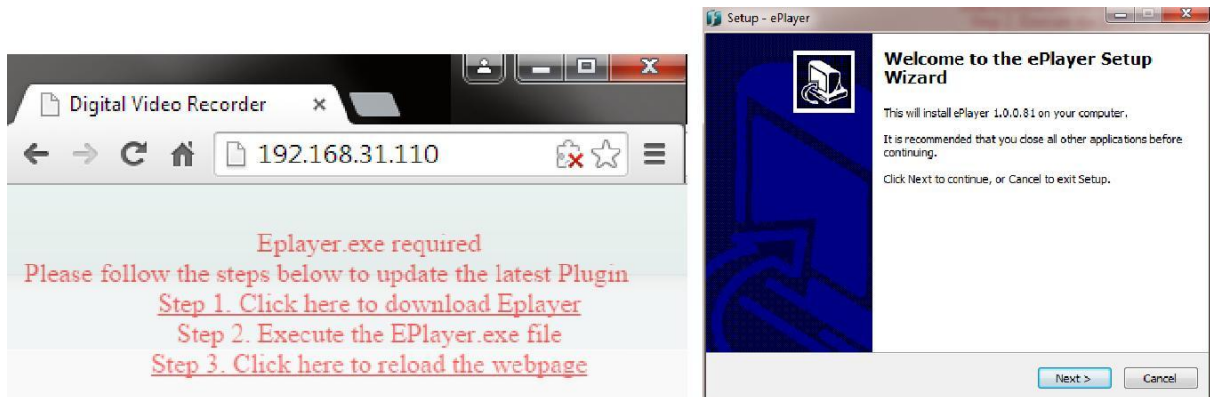 Digital Video Recorder
192.168.31.110
Eplayer.exe required
Please follow the steps below to update the latest Plugin
Step 1. Click here to download Eplayer
Step 2. Execute the EPlayer.exe file
Step 3. Click here to reload the webpage
Setup - ePlayer
Welcome to the ePlayer Setup
Wizard
This will install ePlayer 1.0.0.81 on your computer.
It is recommended that you close all other applications before
continuing.
Click Next to continue, or Cancel to exit Setup.
Next >
Cancel